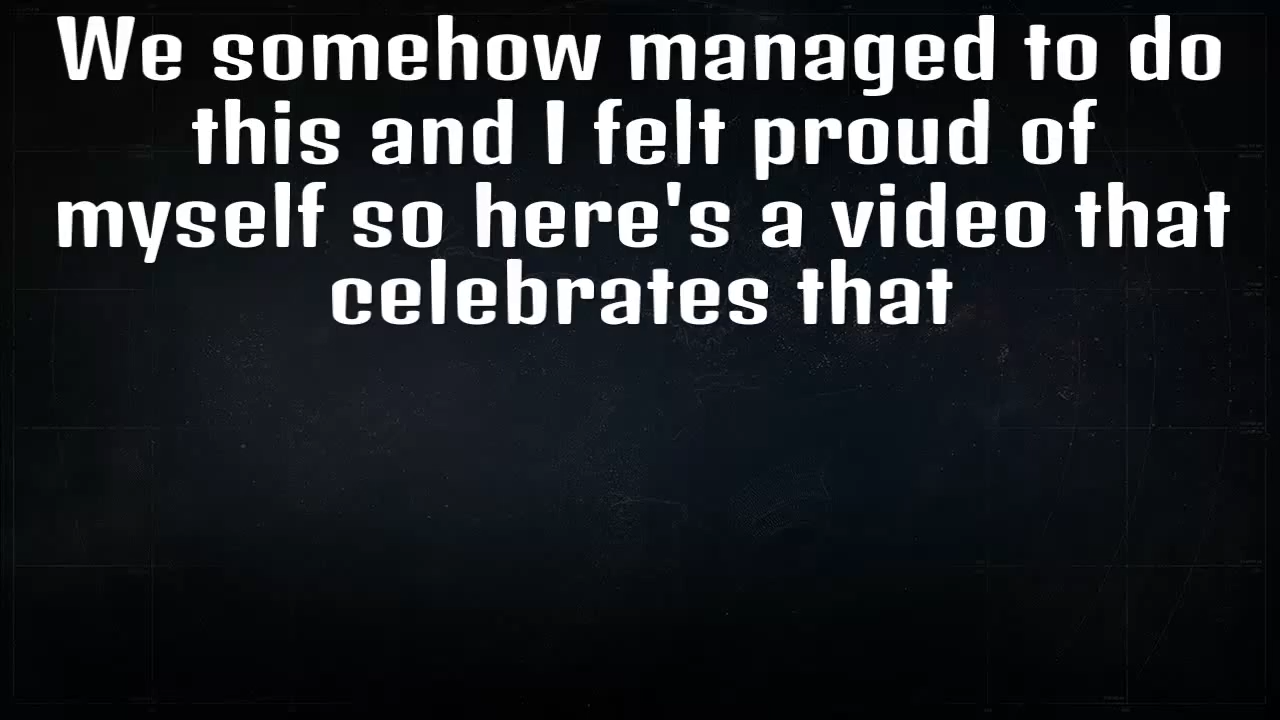 We somehow managed to do
this and I felt proud of
myself so here's a video that
celebrates that